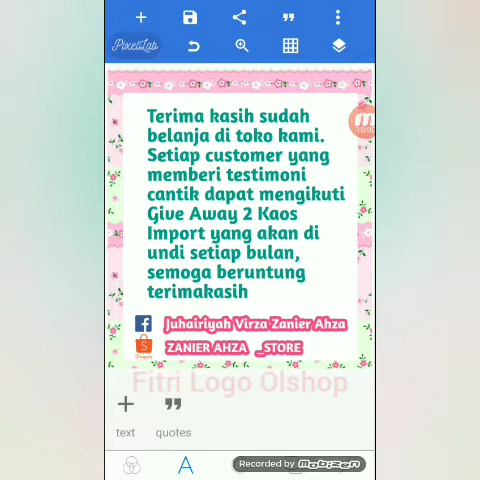 PixelLab
Terima kasih sudah
belanja di toko kami.
Setiap customer yang
memberi testimoni
cantik dapat mengikuti
Give Away 2 Kaos
Import yang akan di
undi setiap bulan,
semoga beruntung
terimakasih
Juhairiyah Virza Zanier Ahza
ZANIER AHZA _STORE
Fitri Logo Olshop
text quotes
Recorded by mobizen